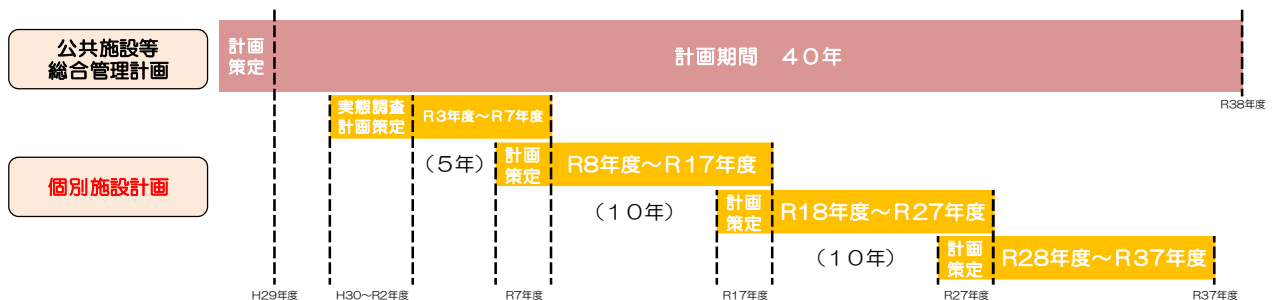 公共施設等
総合管理計画
計画
策定
計画期間　４０年
R38年度
実態調査
計画策定
R3年度～R7年度
個別施設計画
（５年）
計画
策定
R8年度～R17年度
（１０年）
計画
策定
R18年度～R27年度
（１０年）
計画
策定
R28年度～R37年度
H29年度
H30～R2年度
R7年度
R17年度
R27年度
R37年度